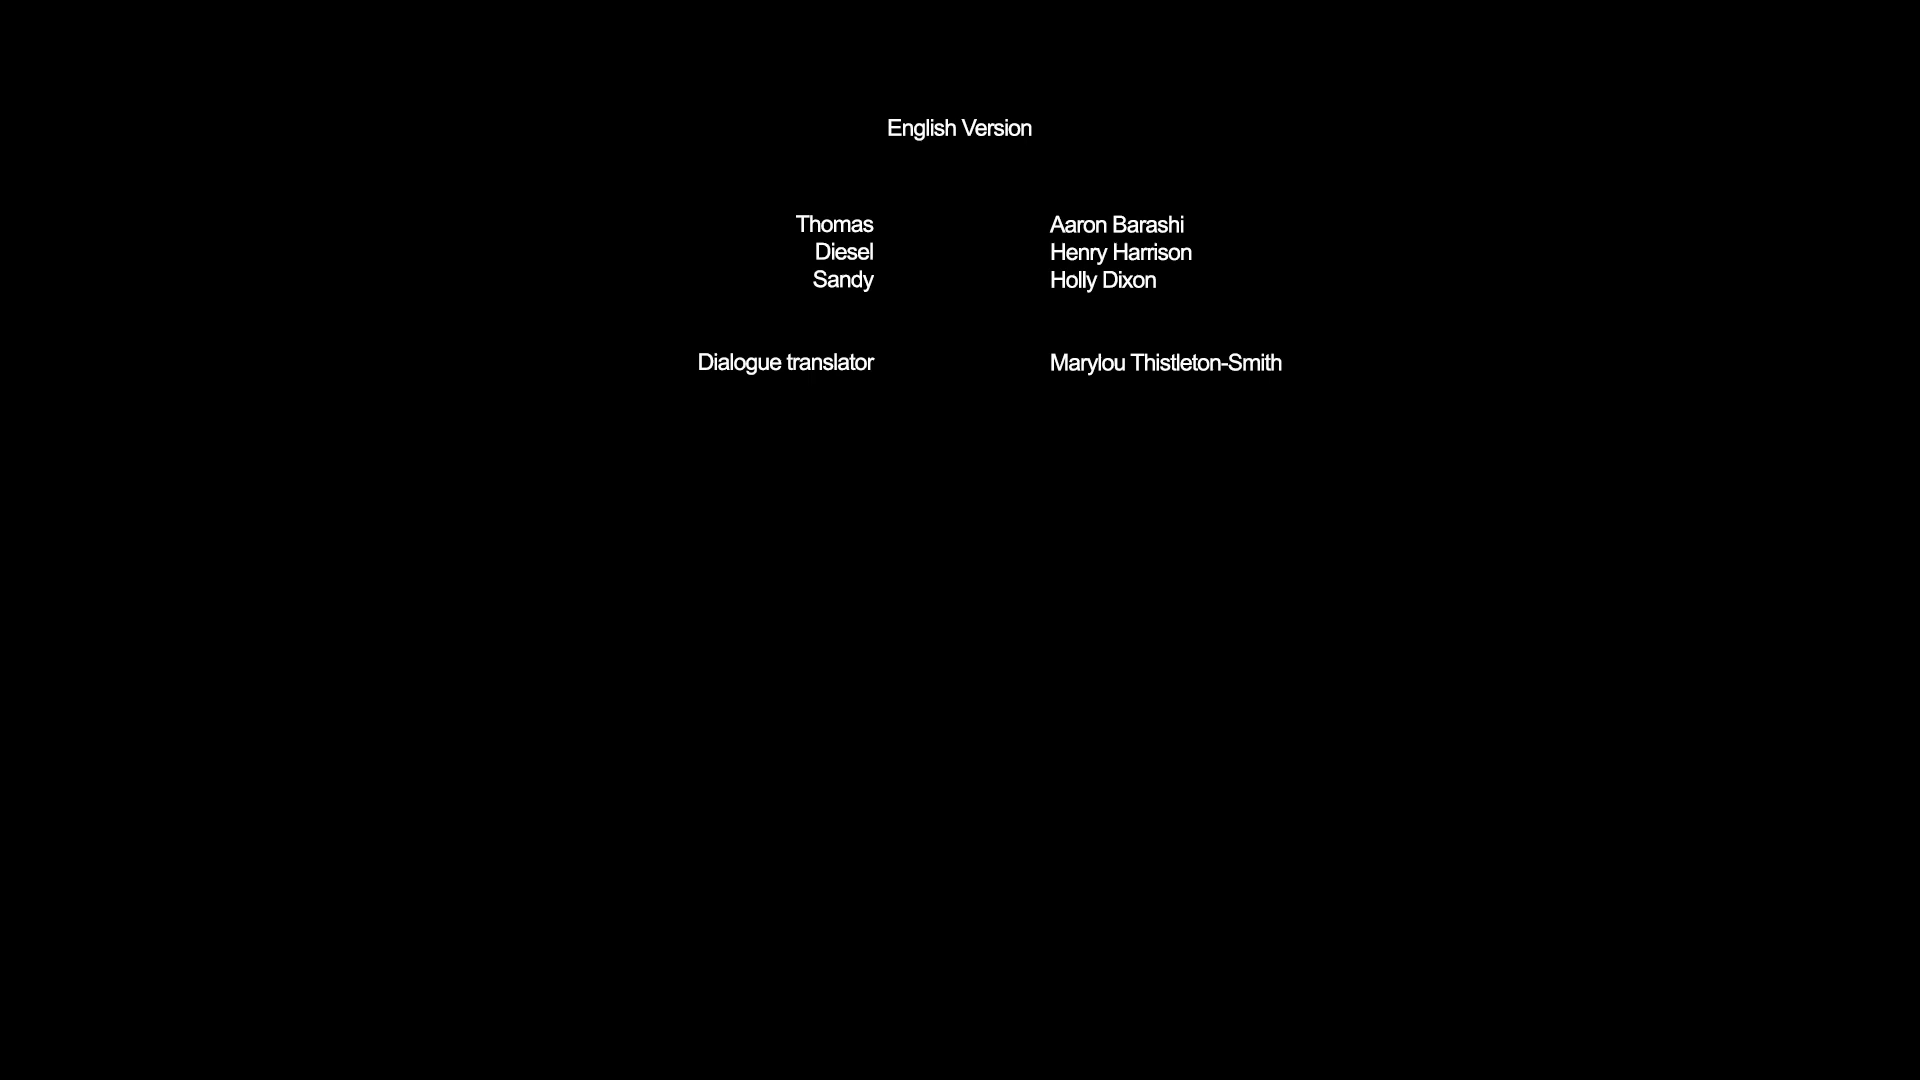 English Version
Thomas Aaron Barashi
Diesel Henry Harrison
Sandy Holly Dixon
Dialogue translator Marylou Thistleton-Smith